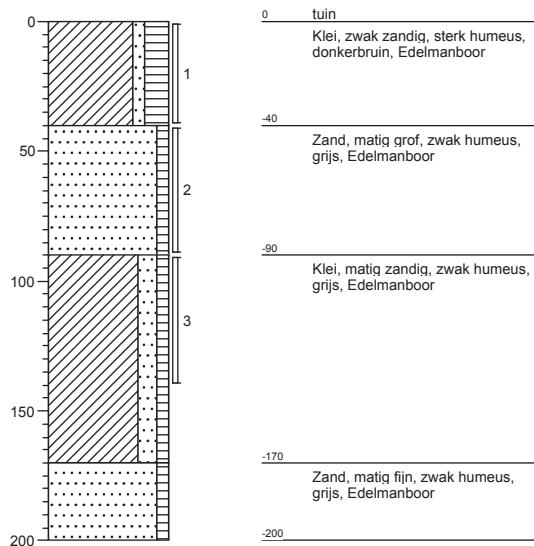 0
50
100
150
200
1
2
3
0 tuin
Klei, zwak zandig, sterk humeus,
donkerbruin, Edelmanboor
-40
Zand, matig grof, zwak humeus,
grijs, Edelmanboor
-90
Klei, matig zandig, zwak humeus,
grijs, Edelmanboor
-170
Zand, matig fijn, zwak humeus,
grijs, Edelmanboor
-200